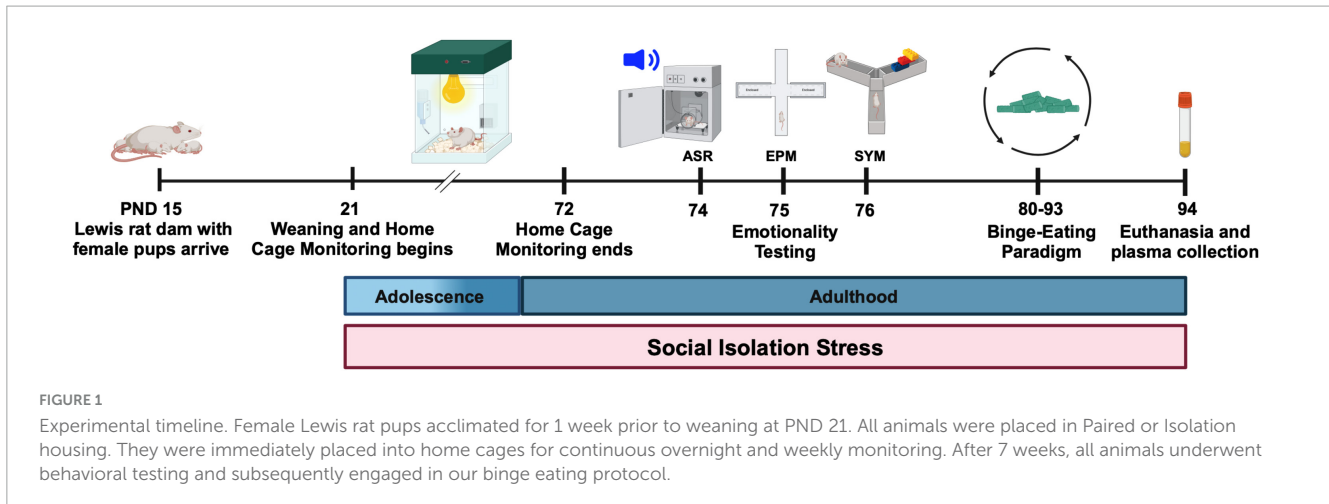 ASR
EPM
SYM
PND 15
Lewis rat dam with
female pups arrive
21
Weaning and Home
Cage Monitoring begins
72
Home Cage
Monitoring ends
74
75
Emotionality
Testing
76
80-93
Binge-Eating
Paradigm
94
Euthanasia and
plasma collection
Adolescence
Adulthood
Social Isolation Stress
FIGURE 1
Experimental timeline. Female Lewis rat pups acclimated for 1 week prior to weaning at PND 21. All animals were placed in Paired or Isolation
housing. They were immediately placed into home cages for continuous overnight and weekly monitoring. After 7 weeks, all animals underwent
behavioral testing and subsequently engaged in our binge eating protocol.